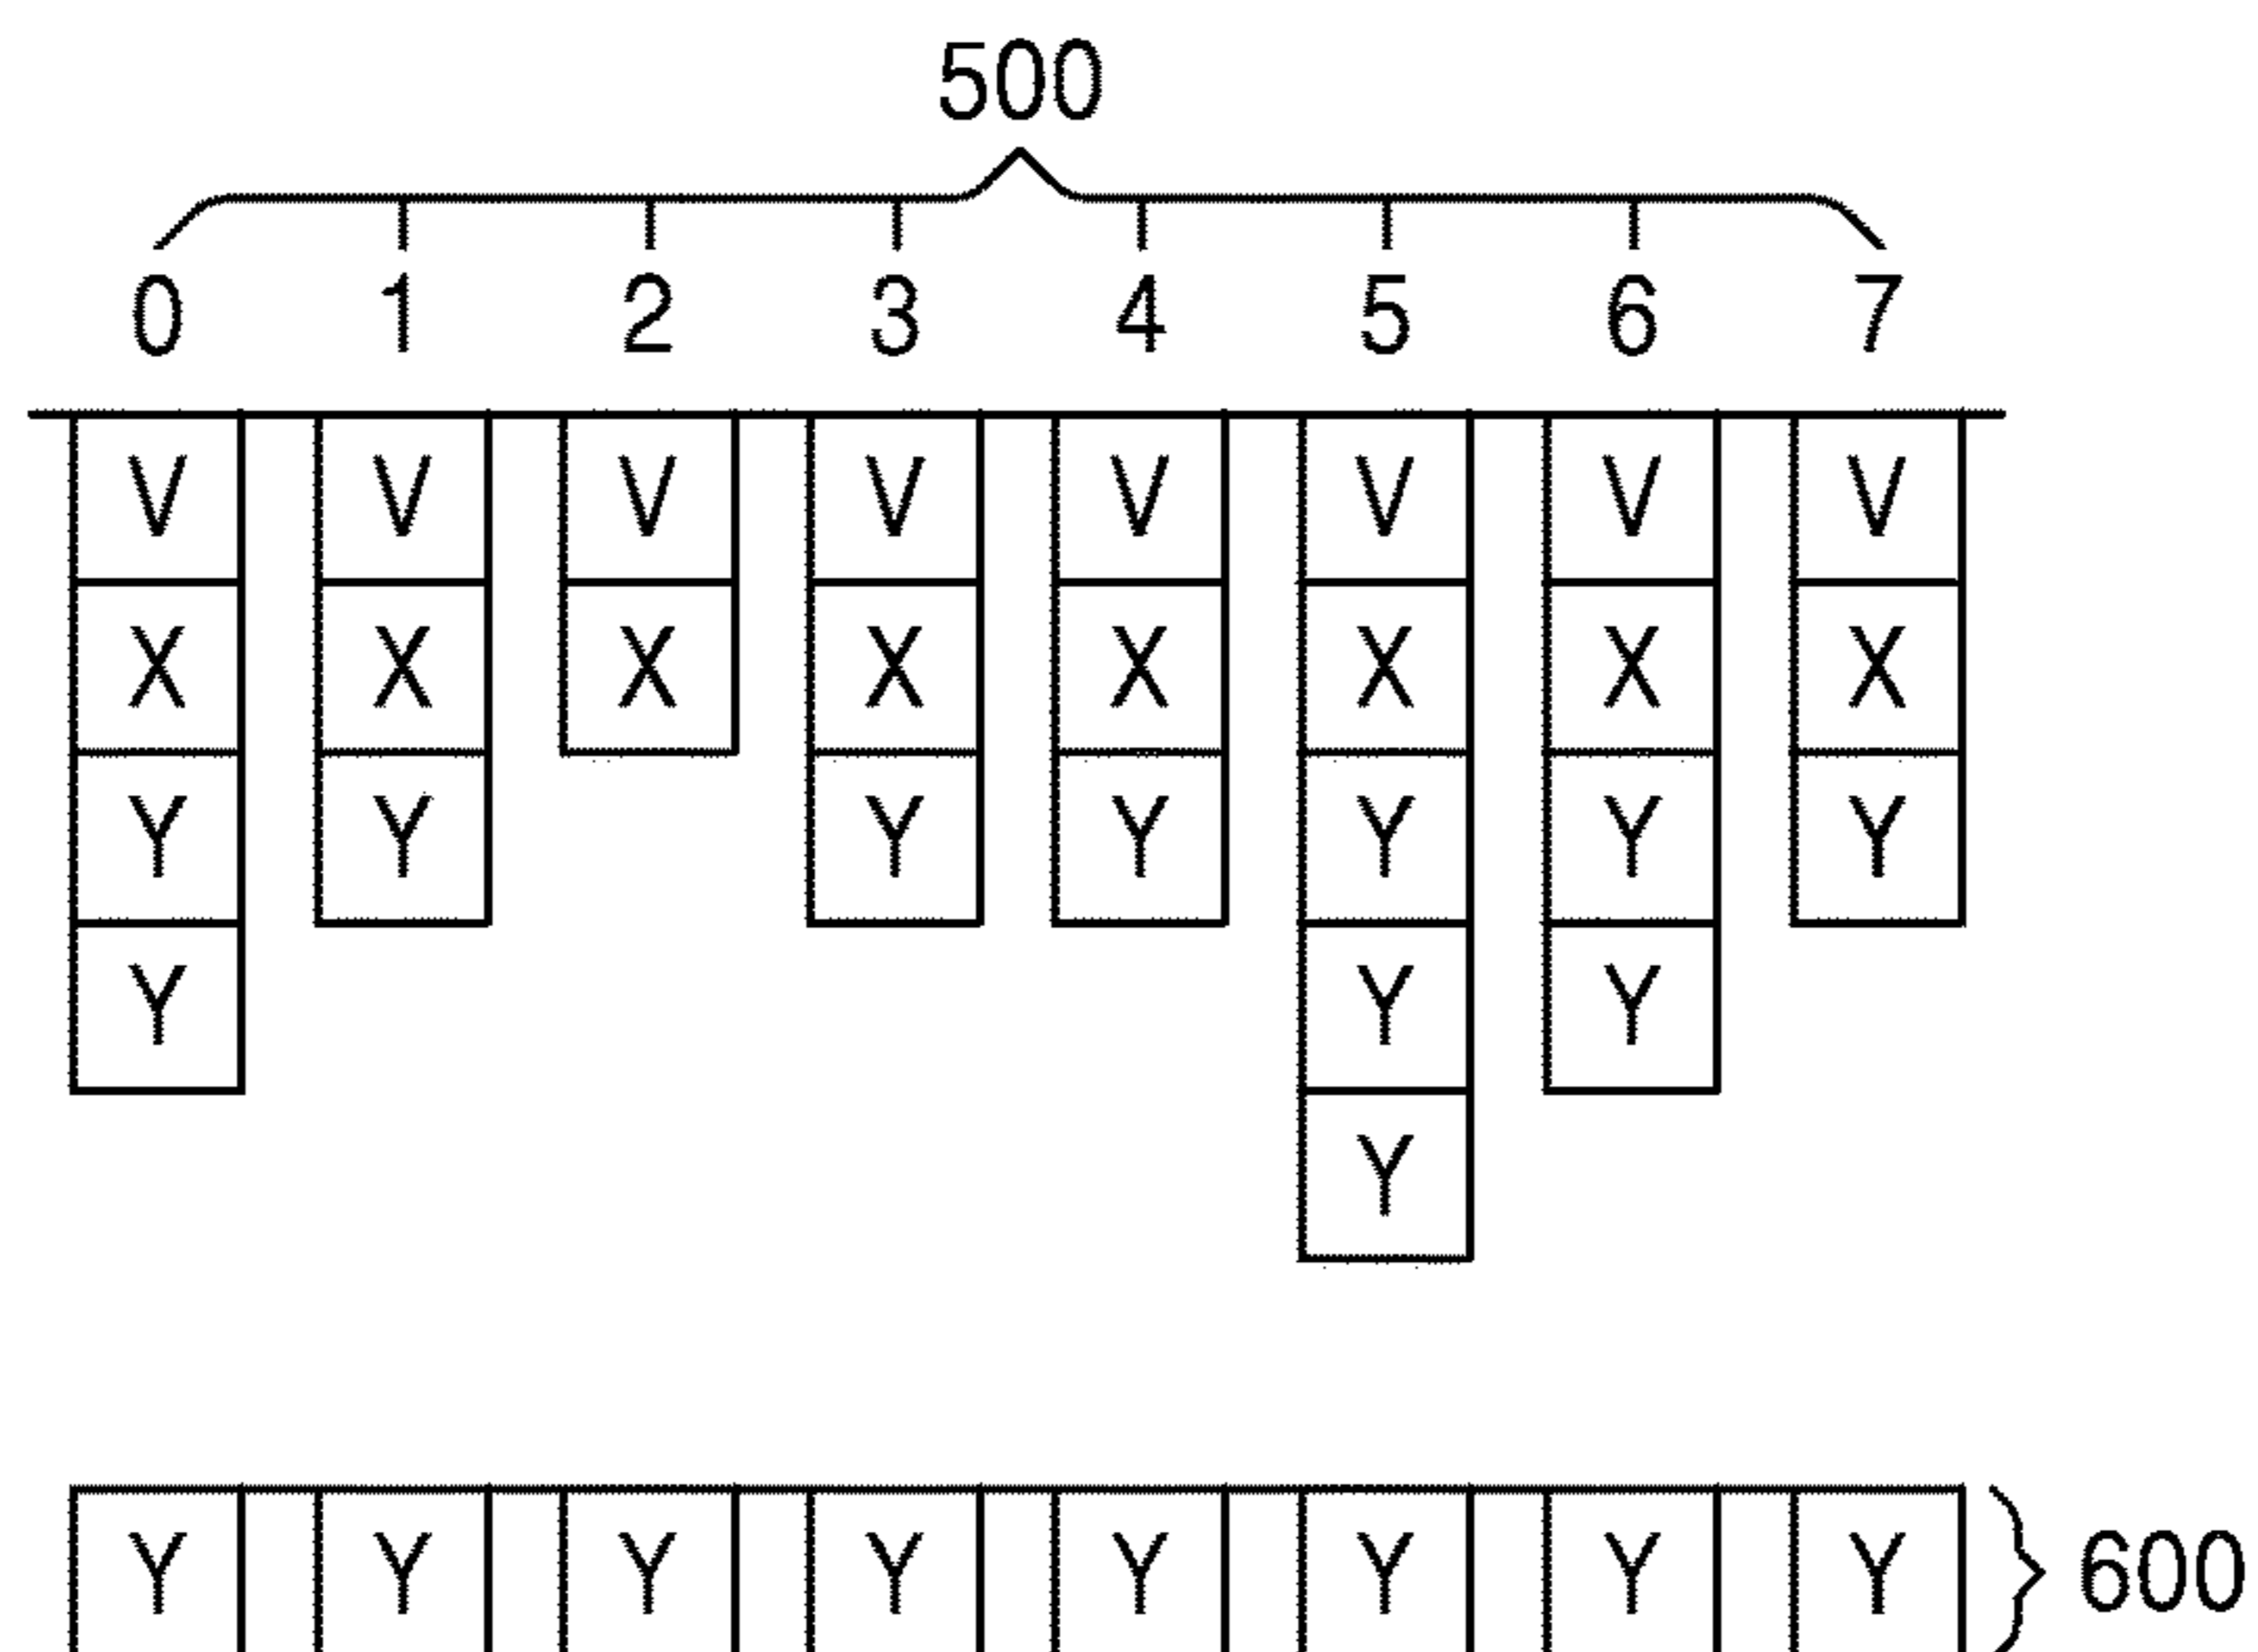 500
0 1 2 3 4 5 6 7
V V V V V V V V
X X X X X X X X
Y Y Y Y Y Y Y
Y Y Y
Y
Y Y Y Y Y Y Y Y 600